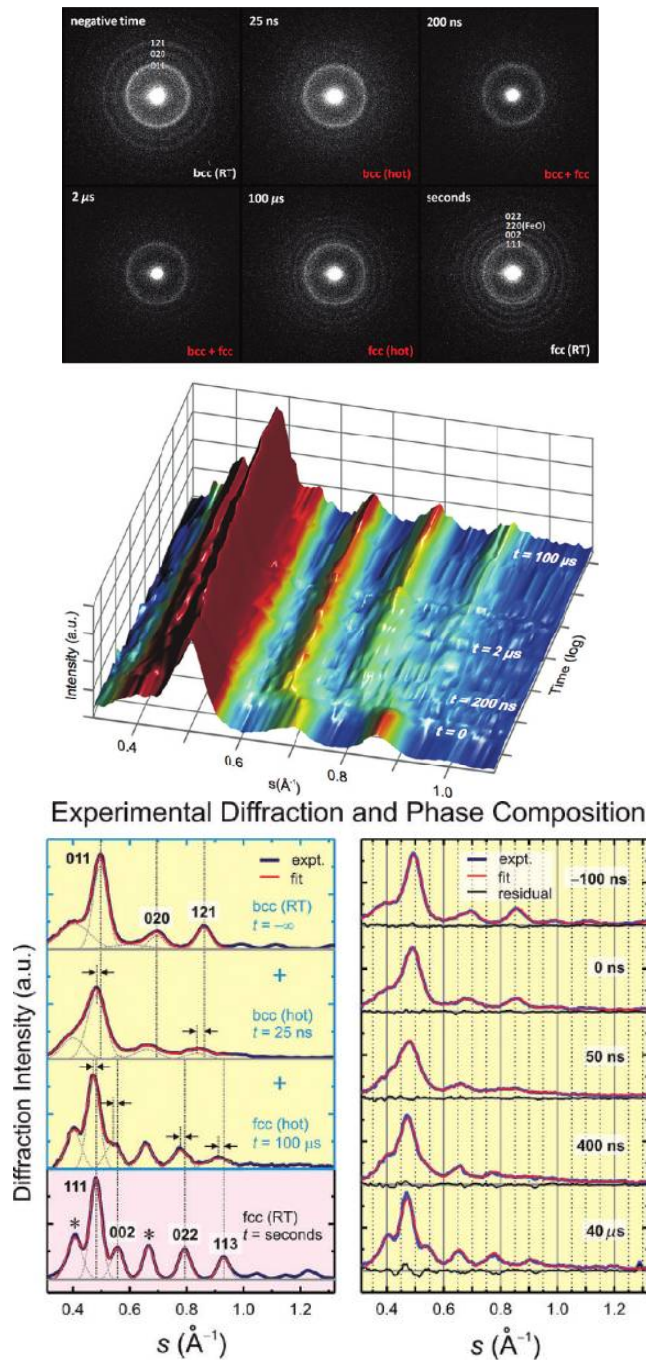 negative time
121
020
011
bcc (RT)
25 ns
bcc (hot)
200 ns
bcc + fcc
2 μs
bcc + fcc
100 μs
fcc (hot)
seconds
022
220(FeO)
002
111
fcc (RT)
Intensity (a.u.)
0.4
0.6
0.8
1.0
s(Å⁻¹)
Time (log)
t = 100 μs
t = 2 μs
t = 200 ns
t = 0
Experimental Diffraction and Phase Composition
Diffraction Intensity (a.u.)
011
020
121
expt.
fit
bcc (RT)
t = –∞
+
bcc (hot)
t = 25 ns
+
fcc (hot)
t = 100 μs
111
*
002
*
022
113
fcc (RT)
t = seconds
0.4
0.6
0.8
1.0
1.2
s (Å⁻¹)
expt.
fit
residual
–100 ns
0 ns
50 ns
400 ns
40 μs
0.4
0.6
0.8
1.0
1.2
s (Å⁻¹)